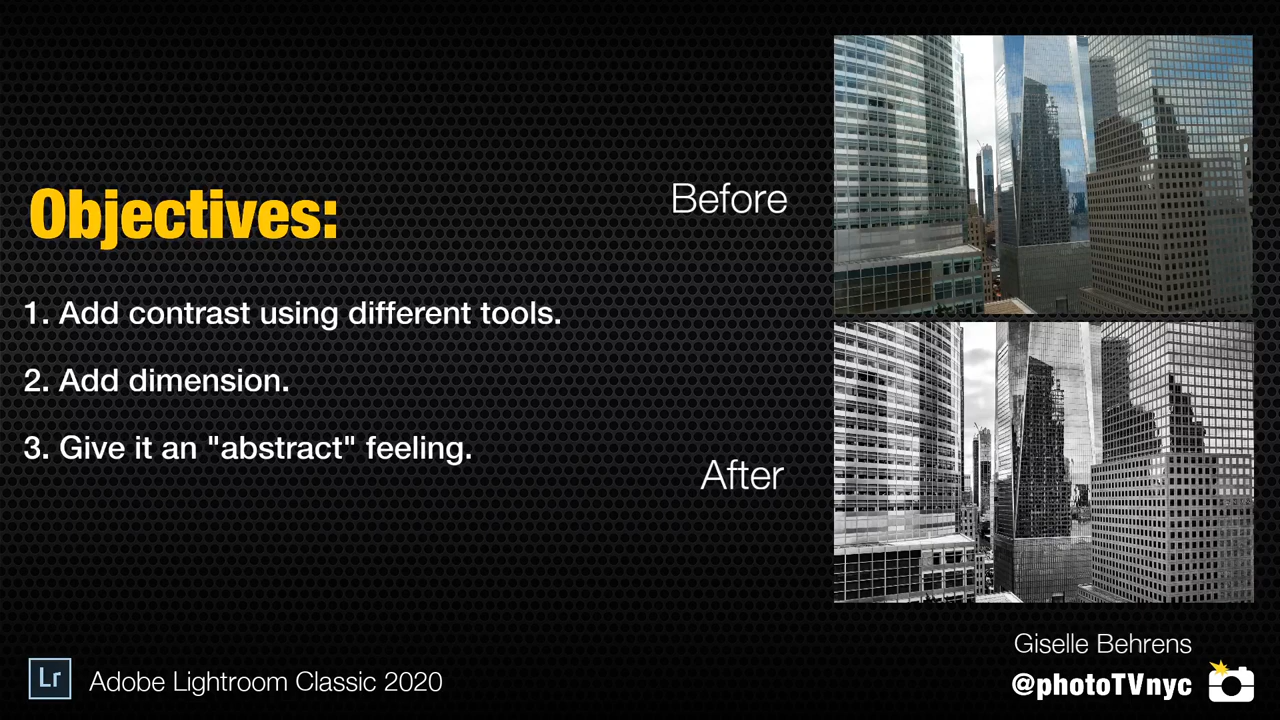 Objectives:
1. Add contrast using different tools.
2. Add dimension.
3. Give it an "abstract" feeling.
Before
After
Lr
Adobe Lightroom Classic 2020
Giselle Behrens
@photoTVnyc